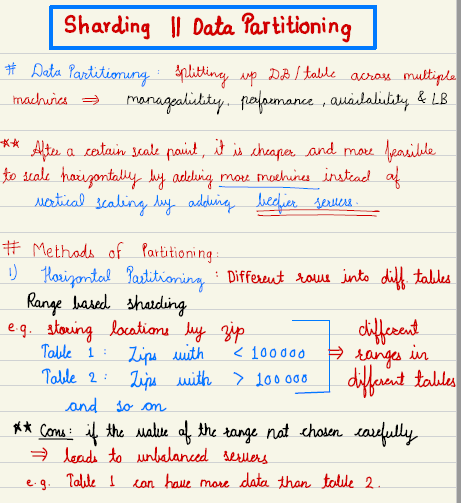 Sharding || Data Partitioning
# Data Partitioning : Splitting up DB/table across multiple
machines ⇒ manageability, performance, availability & LB
** After a certain scale point, it is cheaper and more feasible
to scale horizontally by adding more machines instead of
vertical scaling by adding beefier servers.
# Methods of Partitioning:
1) Horizontal Partitioning : Different rows into diff. tables
Range based sharding
e.g. storing locations by zip
Table 1 : Zips with < 100000
Table 2 : Zips with > 100000
and so on
⇒ different
ranges in
different tables
** Cons: if the value of the range not chosen carefully
⇒ leads to unbalanced servers
e.g. Table 1 can have more data than table 2.